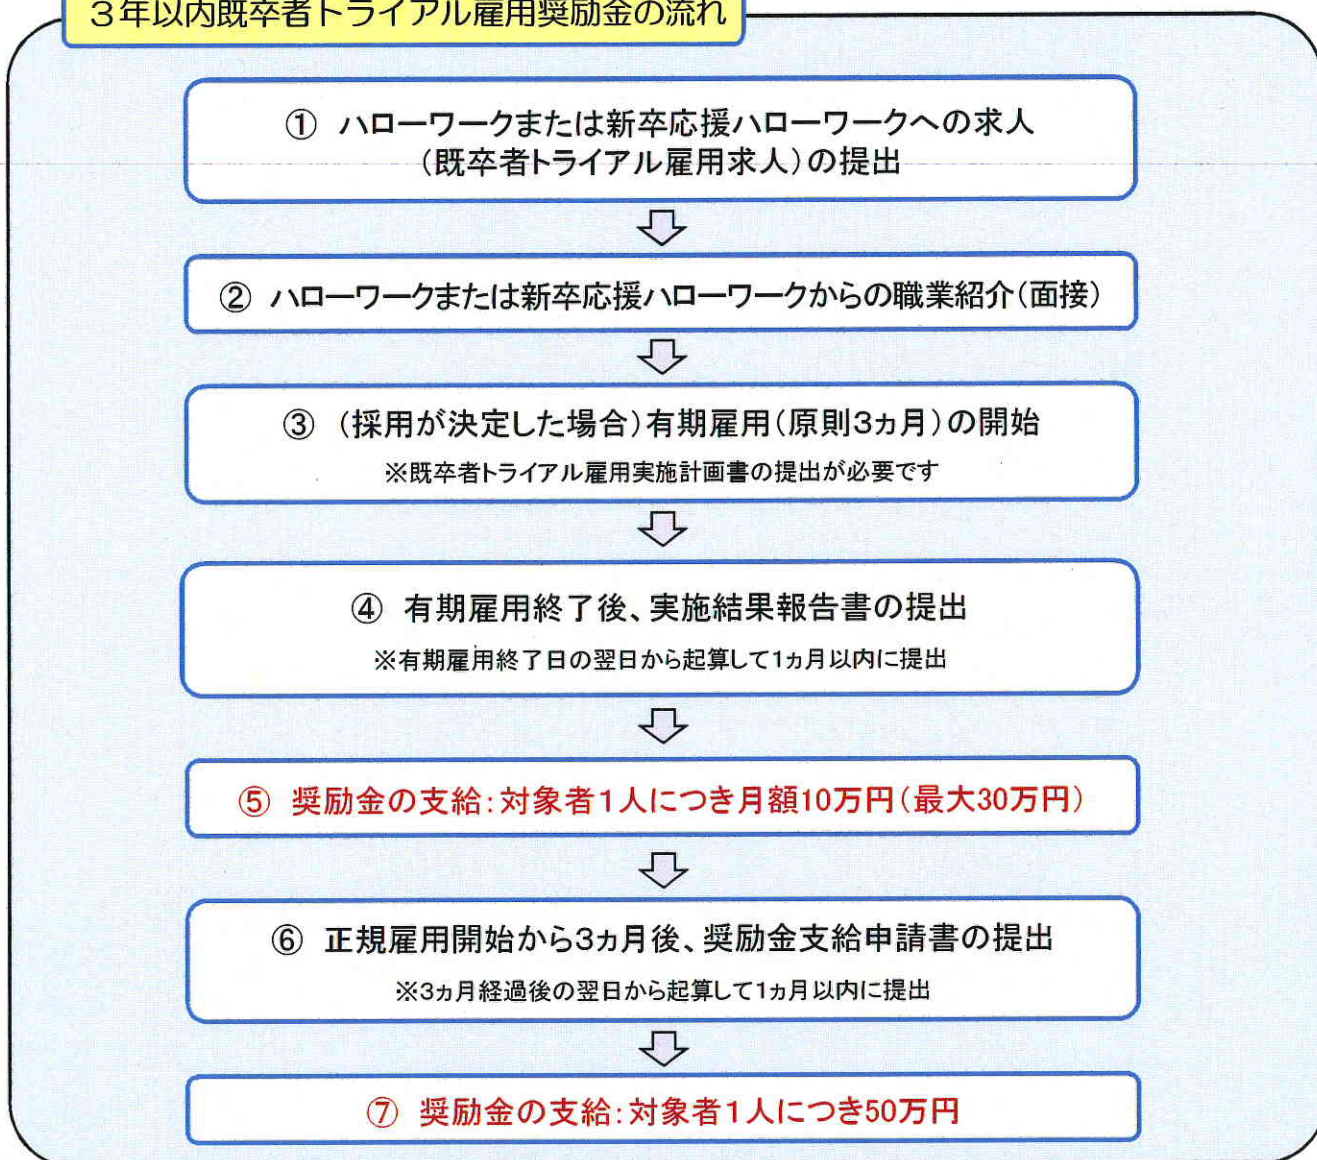 ３年以内既卒者トライアル雇用奨励金の流れ
① ハローワークまたは新卒応援ハローワークへの求人
(既卒者トライアル雇用求人)の提出
② ハローワークまたは新卒応援ハローワークからの職業紹介(面接)
③ (採用が決定した場合)有期雇用(原則3ヵ月)の開始
※既卒者トライアル雇用実施計画書の提出が必要です
④ 有期雇用終了後、実施結果報告書の提出
※有期雇用終了日の翌日から起算して1ヵ月以内に提出
⑤ 奨励金の支給:対象者1人につき月額10万円(最大30万円)
⑥ 正規雇用開始から3ヵ月後、奨励金支給申請書の提出
※3ヵ月経過後の翌日から起算して1ヵ月以内に提出
⑦ 奨励金の支給:対象者1人につき50万円